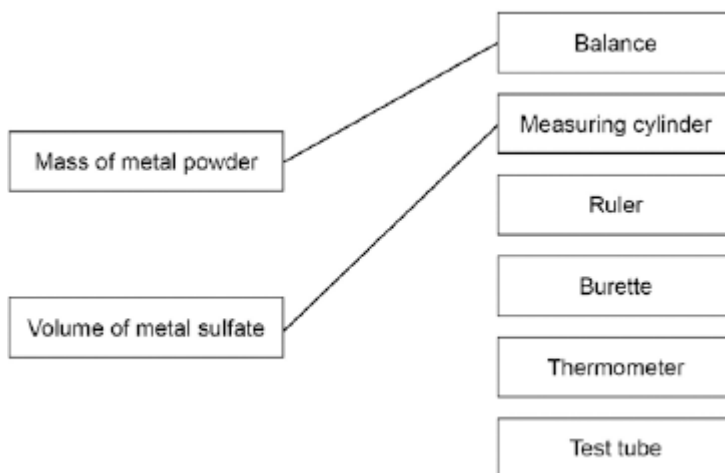 Balance
Measuring cylinder
Mass of metal powder
Ruler
Burette
Volume of metal sulfate
Thermometer
Test tube